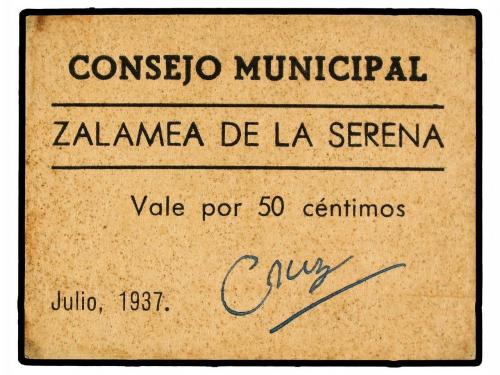 CONSEJO MUNICIPAL
ZALAMEA DE LA SERENA
Vale por 50 céntimos
Cruz
Julio, 1937.